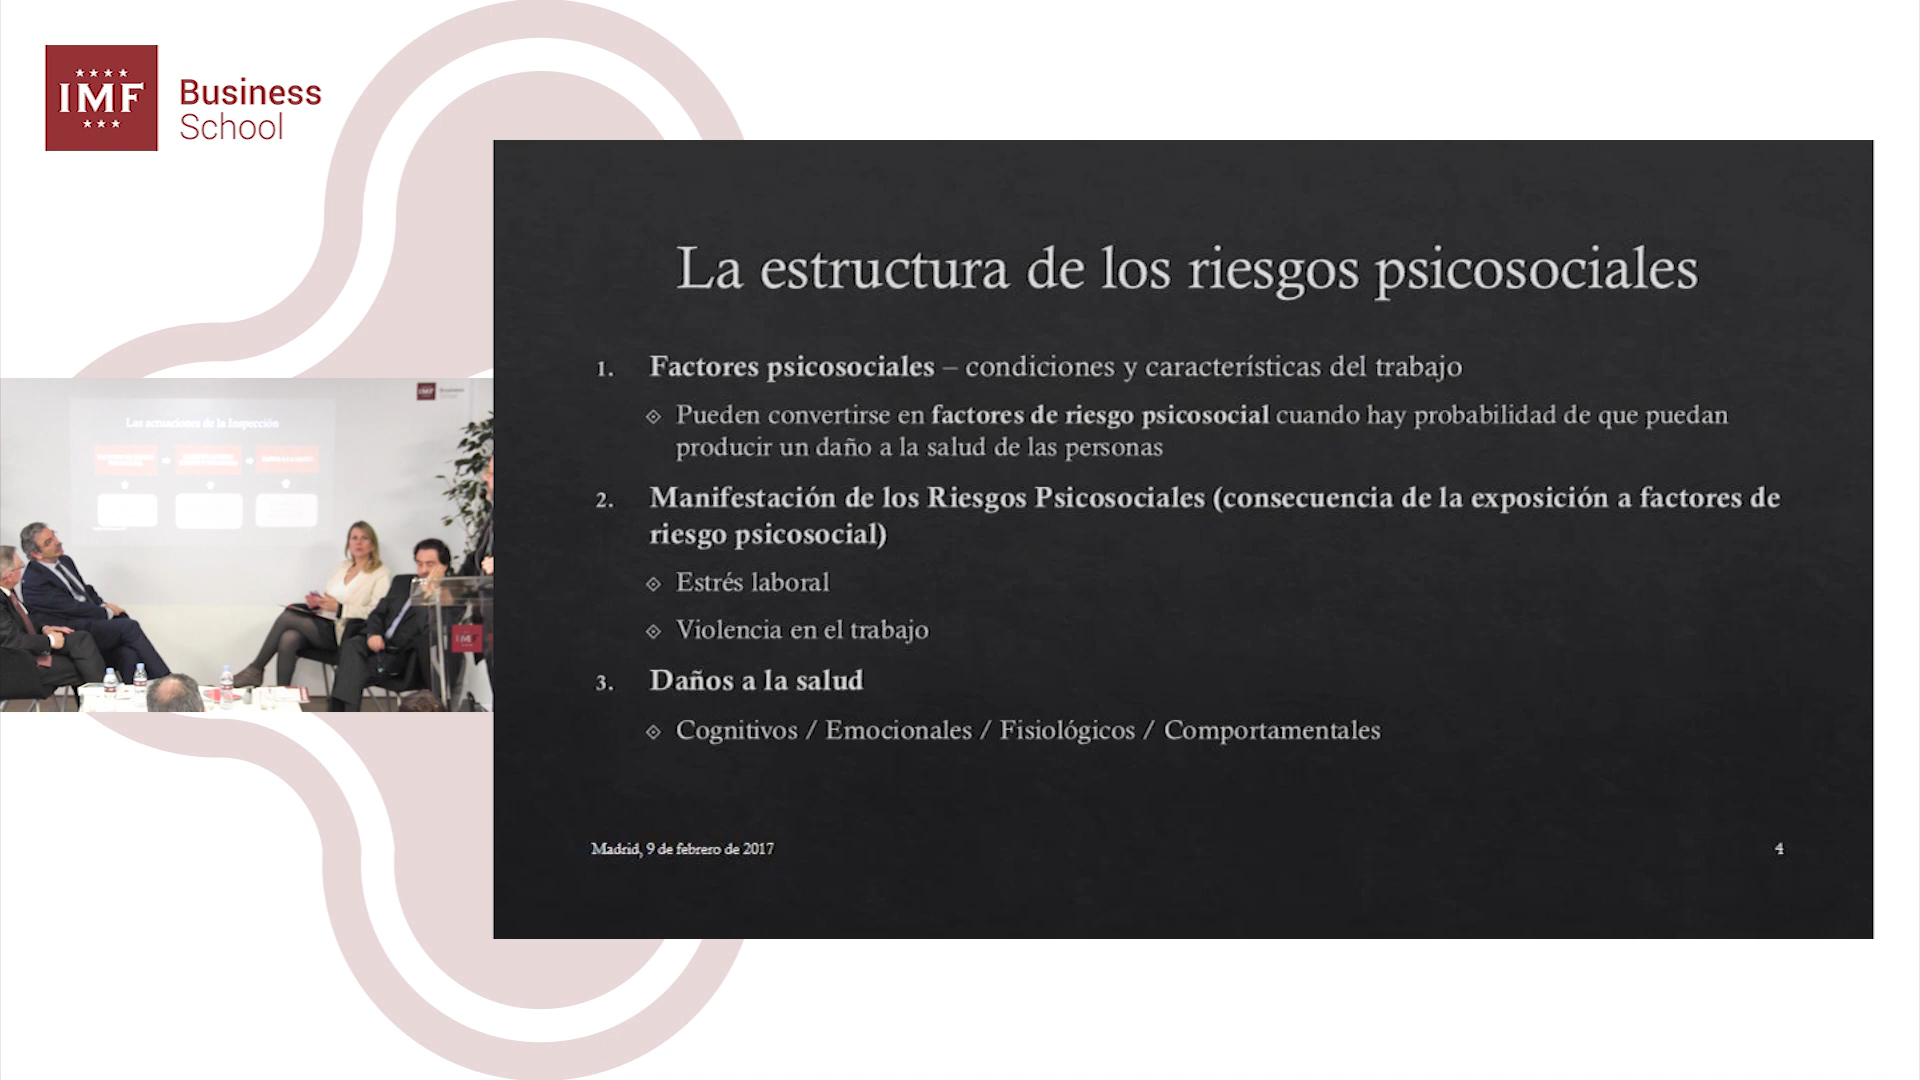 IMF
Business
School
Las actuaciones de la Inspección
IMF
La estructura de los riesgos psicosociales
1. Factores psicosociales – condiciones y características del trabajo
Pueden convertirse en factores de riesgo psicosocial cuando hay probabilidad de que puedan
producir un daño a la salud de las personas
2. Manifestación de los Riesgos Psicosociales (consecuencia de la exposición a factores de
riesgo psicosocial)
Estrés laboral
Violencia en el trabajo
3. Daños a la salud
Cognitivos / Emocionales / Fisiológicos / Comportamentales
Madrid, 9 de febrero de 2017
4